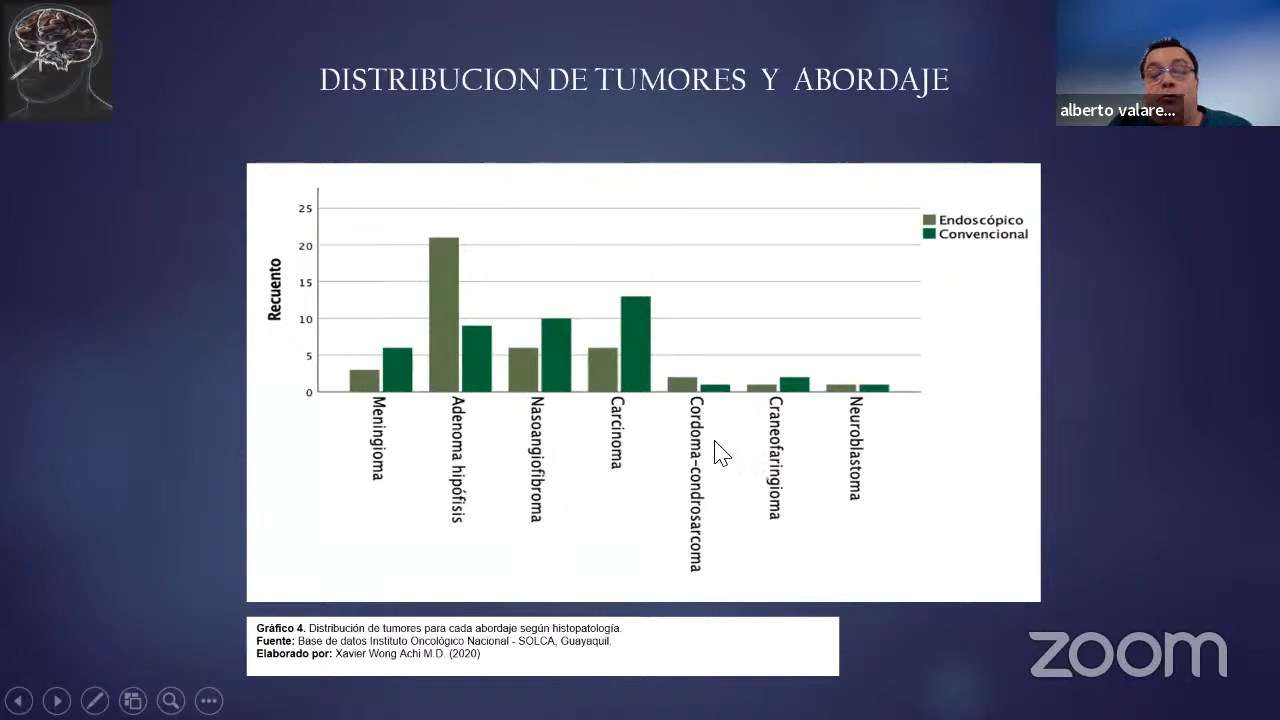 DISTRIBUCION DE TUMORES Y ABORDAJE
alberto valare...
25
20
15
10
5
0
Recuento
Endoscópico
Convencional
Meningioma
Adenoma hipófisis
Nasoangiofibroma
Carcinoma
Cordoma-condrosarcoma
Craneofaringioma
Neuroblastoma
Gráfico 4. Distribución de tumores para cada abordaje según histopatología.
Fuente: Base de datos Instituto Oncológico Nacional - SOLCA, Guayaquil.
Elaborado por: Xavier Wong Achi M.D. (2020)
zoom